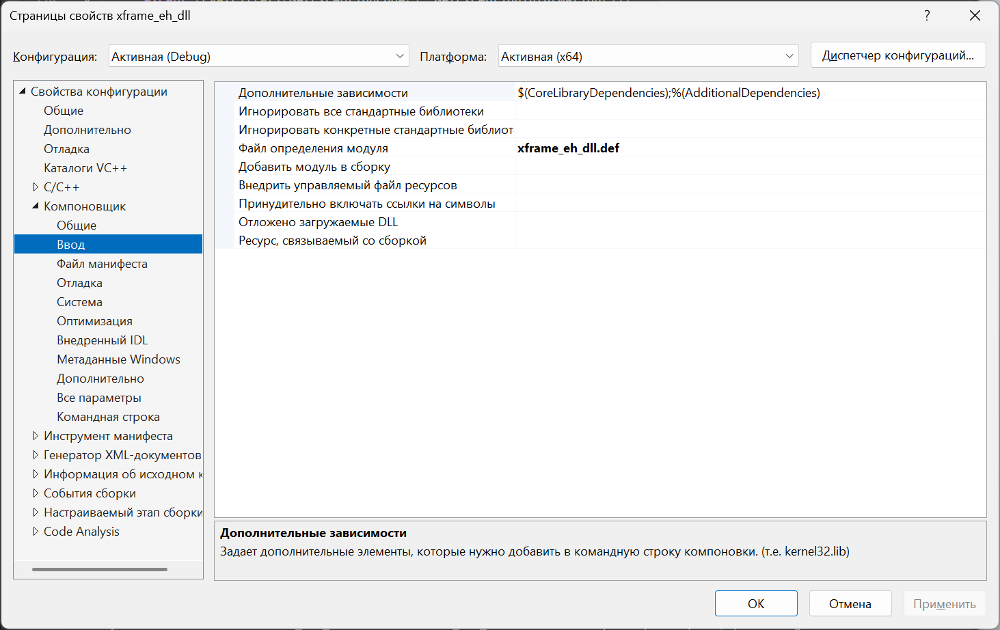 Страницы свойств xframe_eh_dll
?
Конфигурация: Активная (Debug) Платформа: Активная (x64) Диспетчер конфигураций...
Свойства конфигурации
Общие
Дополнительно
Отладка
Каталоги VC++
C/C++
Компоновщик
Общие
Ввод
Файл манифеста
Отладка
Система
Оптимизация
Внедренный IDL
Метаданные Windows
Дополнительно
Все параметры
Командная строка
Инструмент манифеста
Генератор XML-документов
Информация об исходном к
События сборки
Настраиваемый этап сборки
Code Analysis
Дополнительные зависимости $(CoreLibraryDependencies);%(AdditionalDependencies)
Игнорировать все стандартные библиотеки
Игнорировать конкретные стандартные библиот
Файл определения модуля xframe_eh_dll.def
Добавить модуль в сборку
Внедрить управляемый файл ресурсов
Принудительно включать ссылки на символы
Отложено загружаемые DLL
Ресурс, связываемый со сборкой
Дополнительные зависимости
Задает дополнительные элементы, которые нужно добавить в командную строку компоновки. (т.е. kernel32.lib)
ОК Отмена Применить